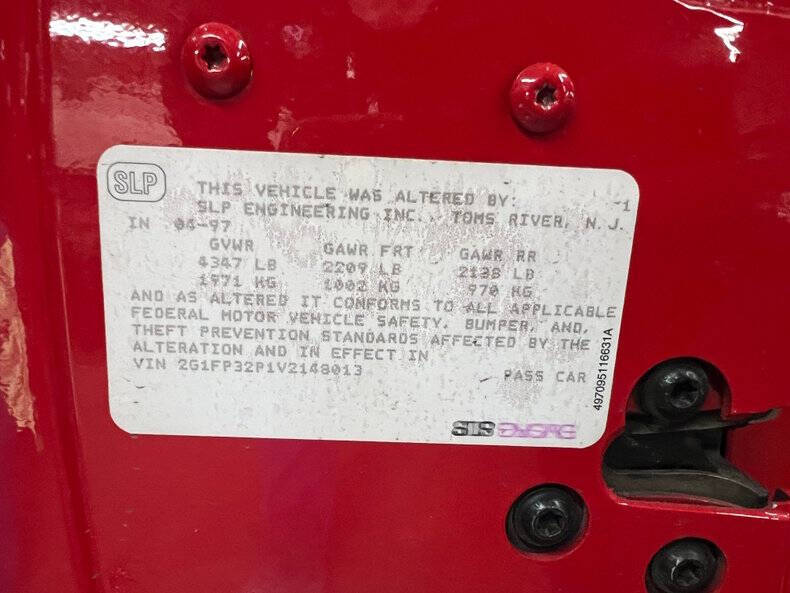 SLP
THIS VEHICLE WAS ALTERED BY: -1
SLP ENGINEERING INC., TOMS RIVER, N.J.
IN 04-97
GVWR GAWR FRT GAWR RR
4347 LB 2209 LB 2138 LB
1971 KG 1002 KG 970 KG
AND AS ALTERED IT CONFORMS TO ALL APPLICABLE
FEDERAL MOTOR VEHICLE SAFETY, BUMPER, AND,
THEFT PREVENTION STANDARDS AFFECTED BY THE
ALTERATION AND IN EFFECT IN
VIN 2G1FP32P1V2148013 PASS CAR
497095116631A